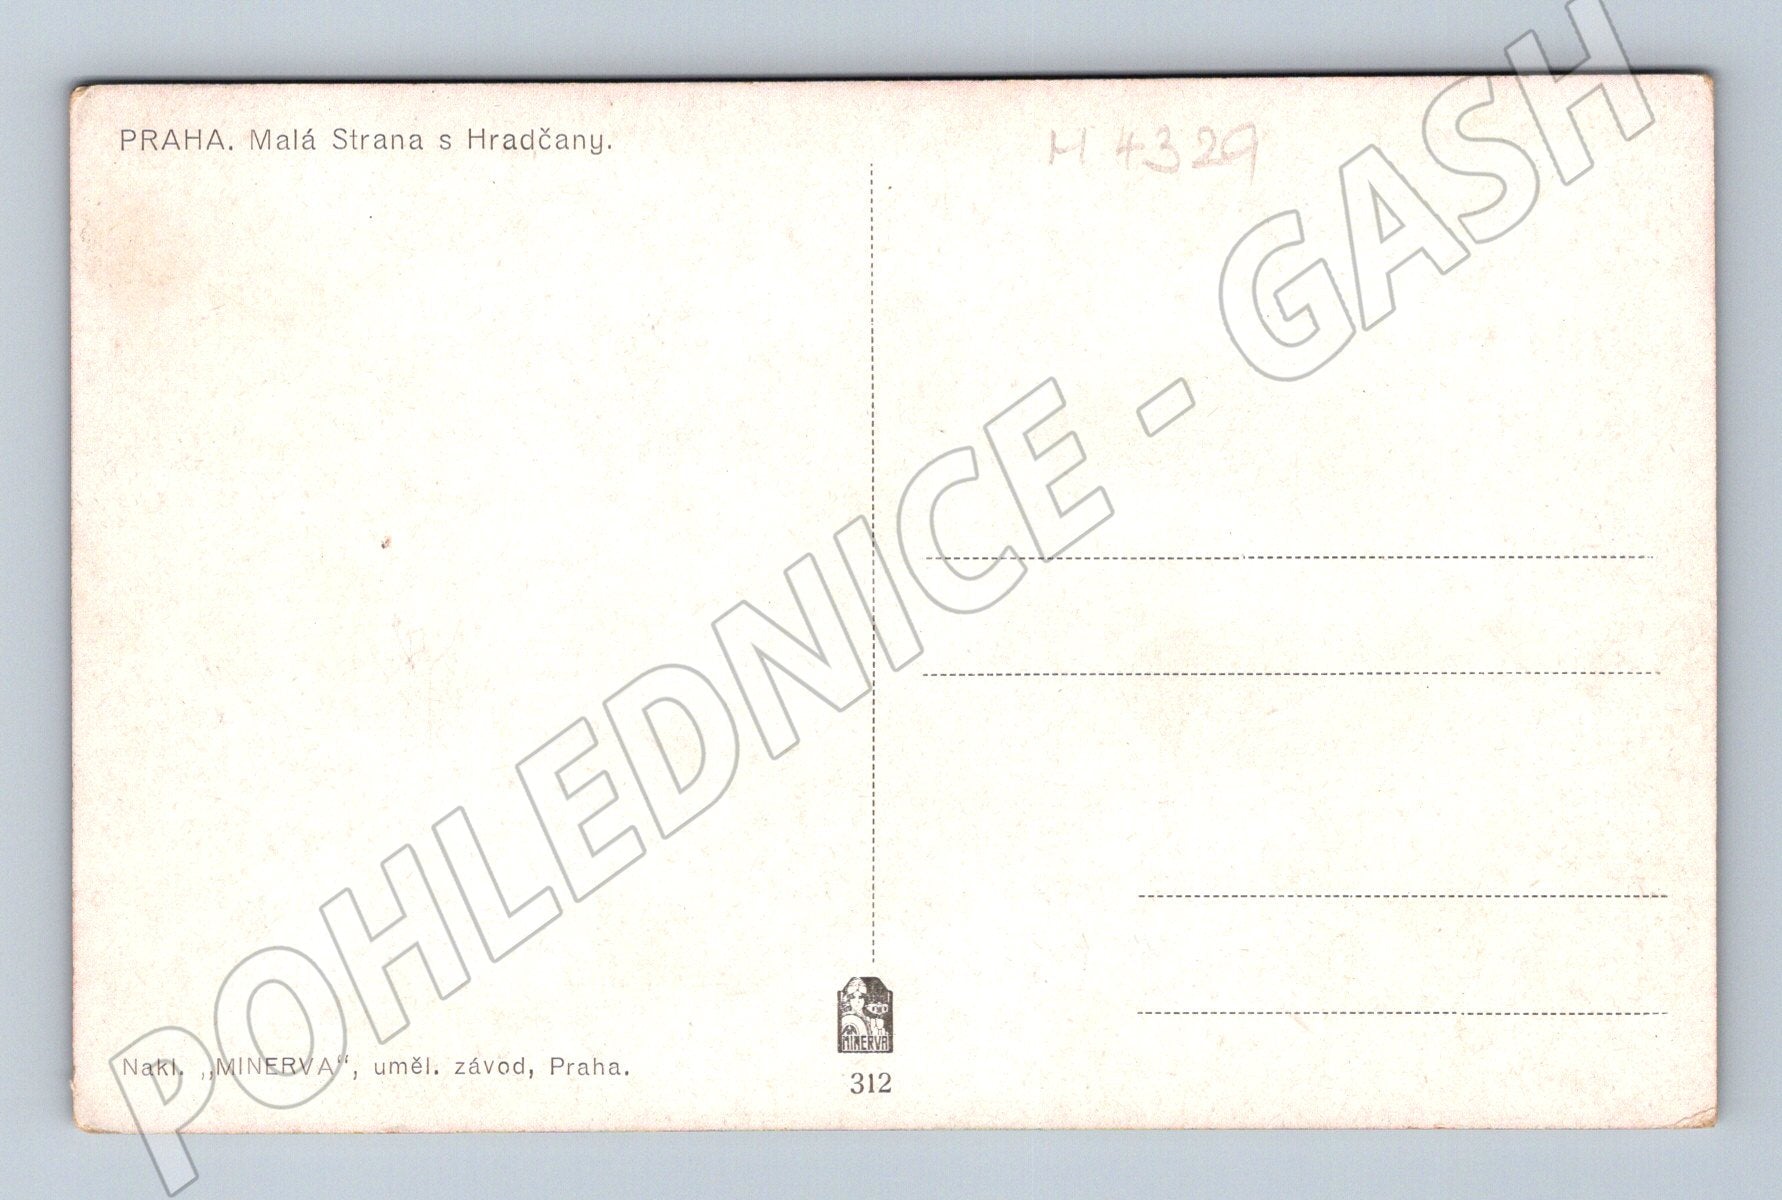 PRAHA. Malá Strana s Hradčany.
H 4329
POHLEDNICE - GASH
MINERVA
Nakl. „MINERVA“, uměl. závod, Praha.
312